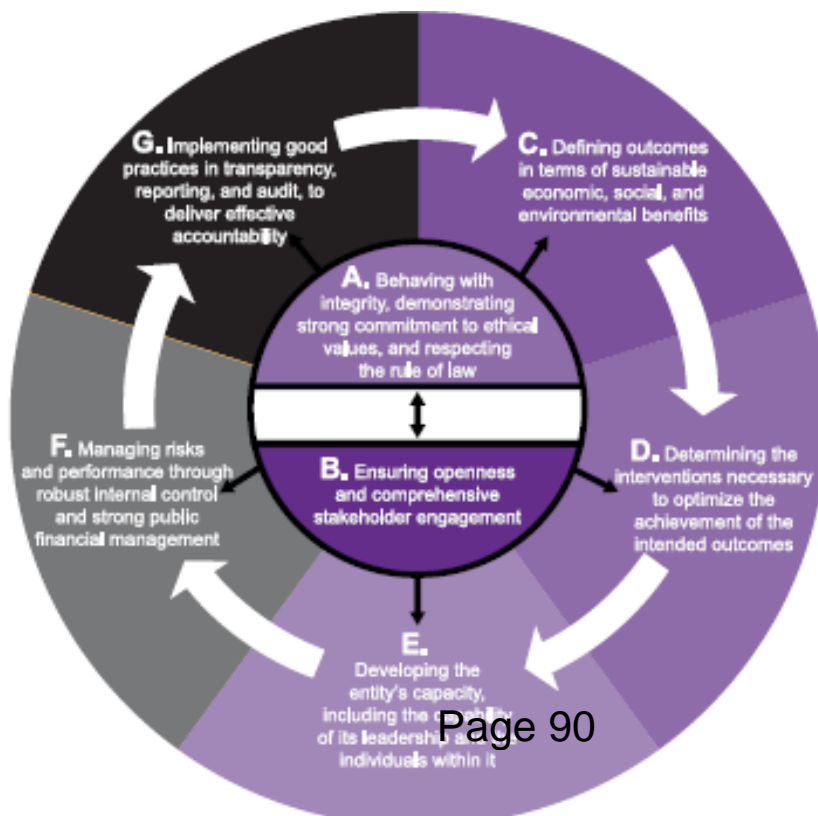 G. Implementing good
practices in transparency,
reporting, and audit, to
deliver effective
accountability
C. Defining outcomes
in terms of sustainable
economic, social, and
environmental benefits
A. Behaving with
integrity, demonstrating
strong commitment to ethical
values, and respecting
the rule of law
B. Ensuring openness
and comprehensive
stakeholder engagement
D. Determining the
interventions necessary
to optimize the
achievement of the
intended outcomes
F. Managing risks
and performance through
robust internal control
and strong public
financial management
E.
Developing the
entity's capacity,
including the capability
of its leadership and the
individuals within it
Page 90